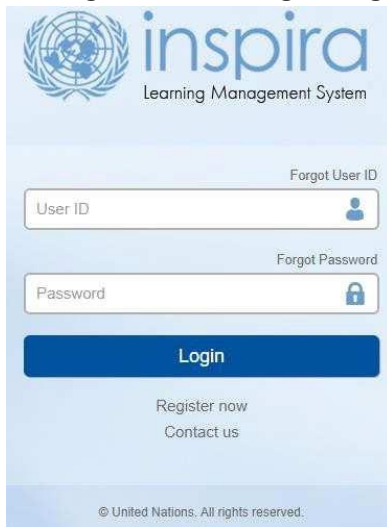 inspira
Learning Management System
Forgot User ID
User ID
Forgot Password
Password
Login
Register now
Contact us
© United Nations. All rights reserved.